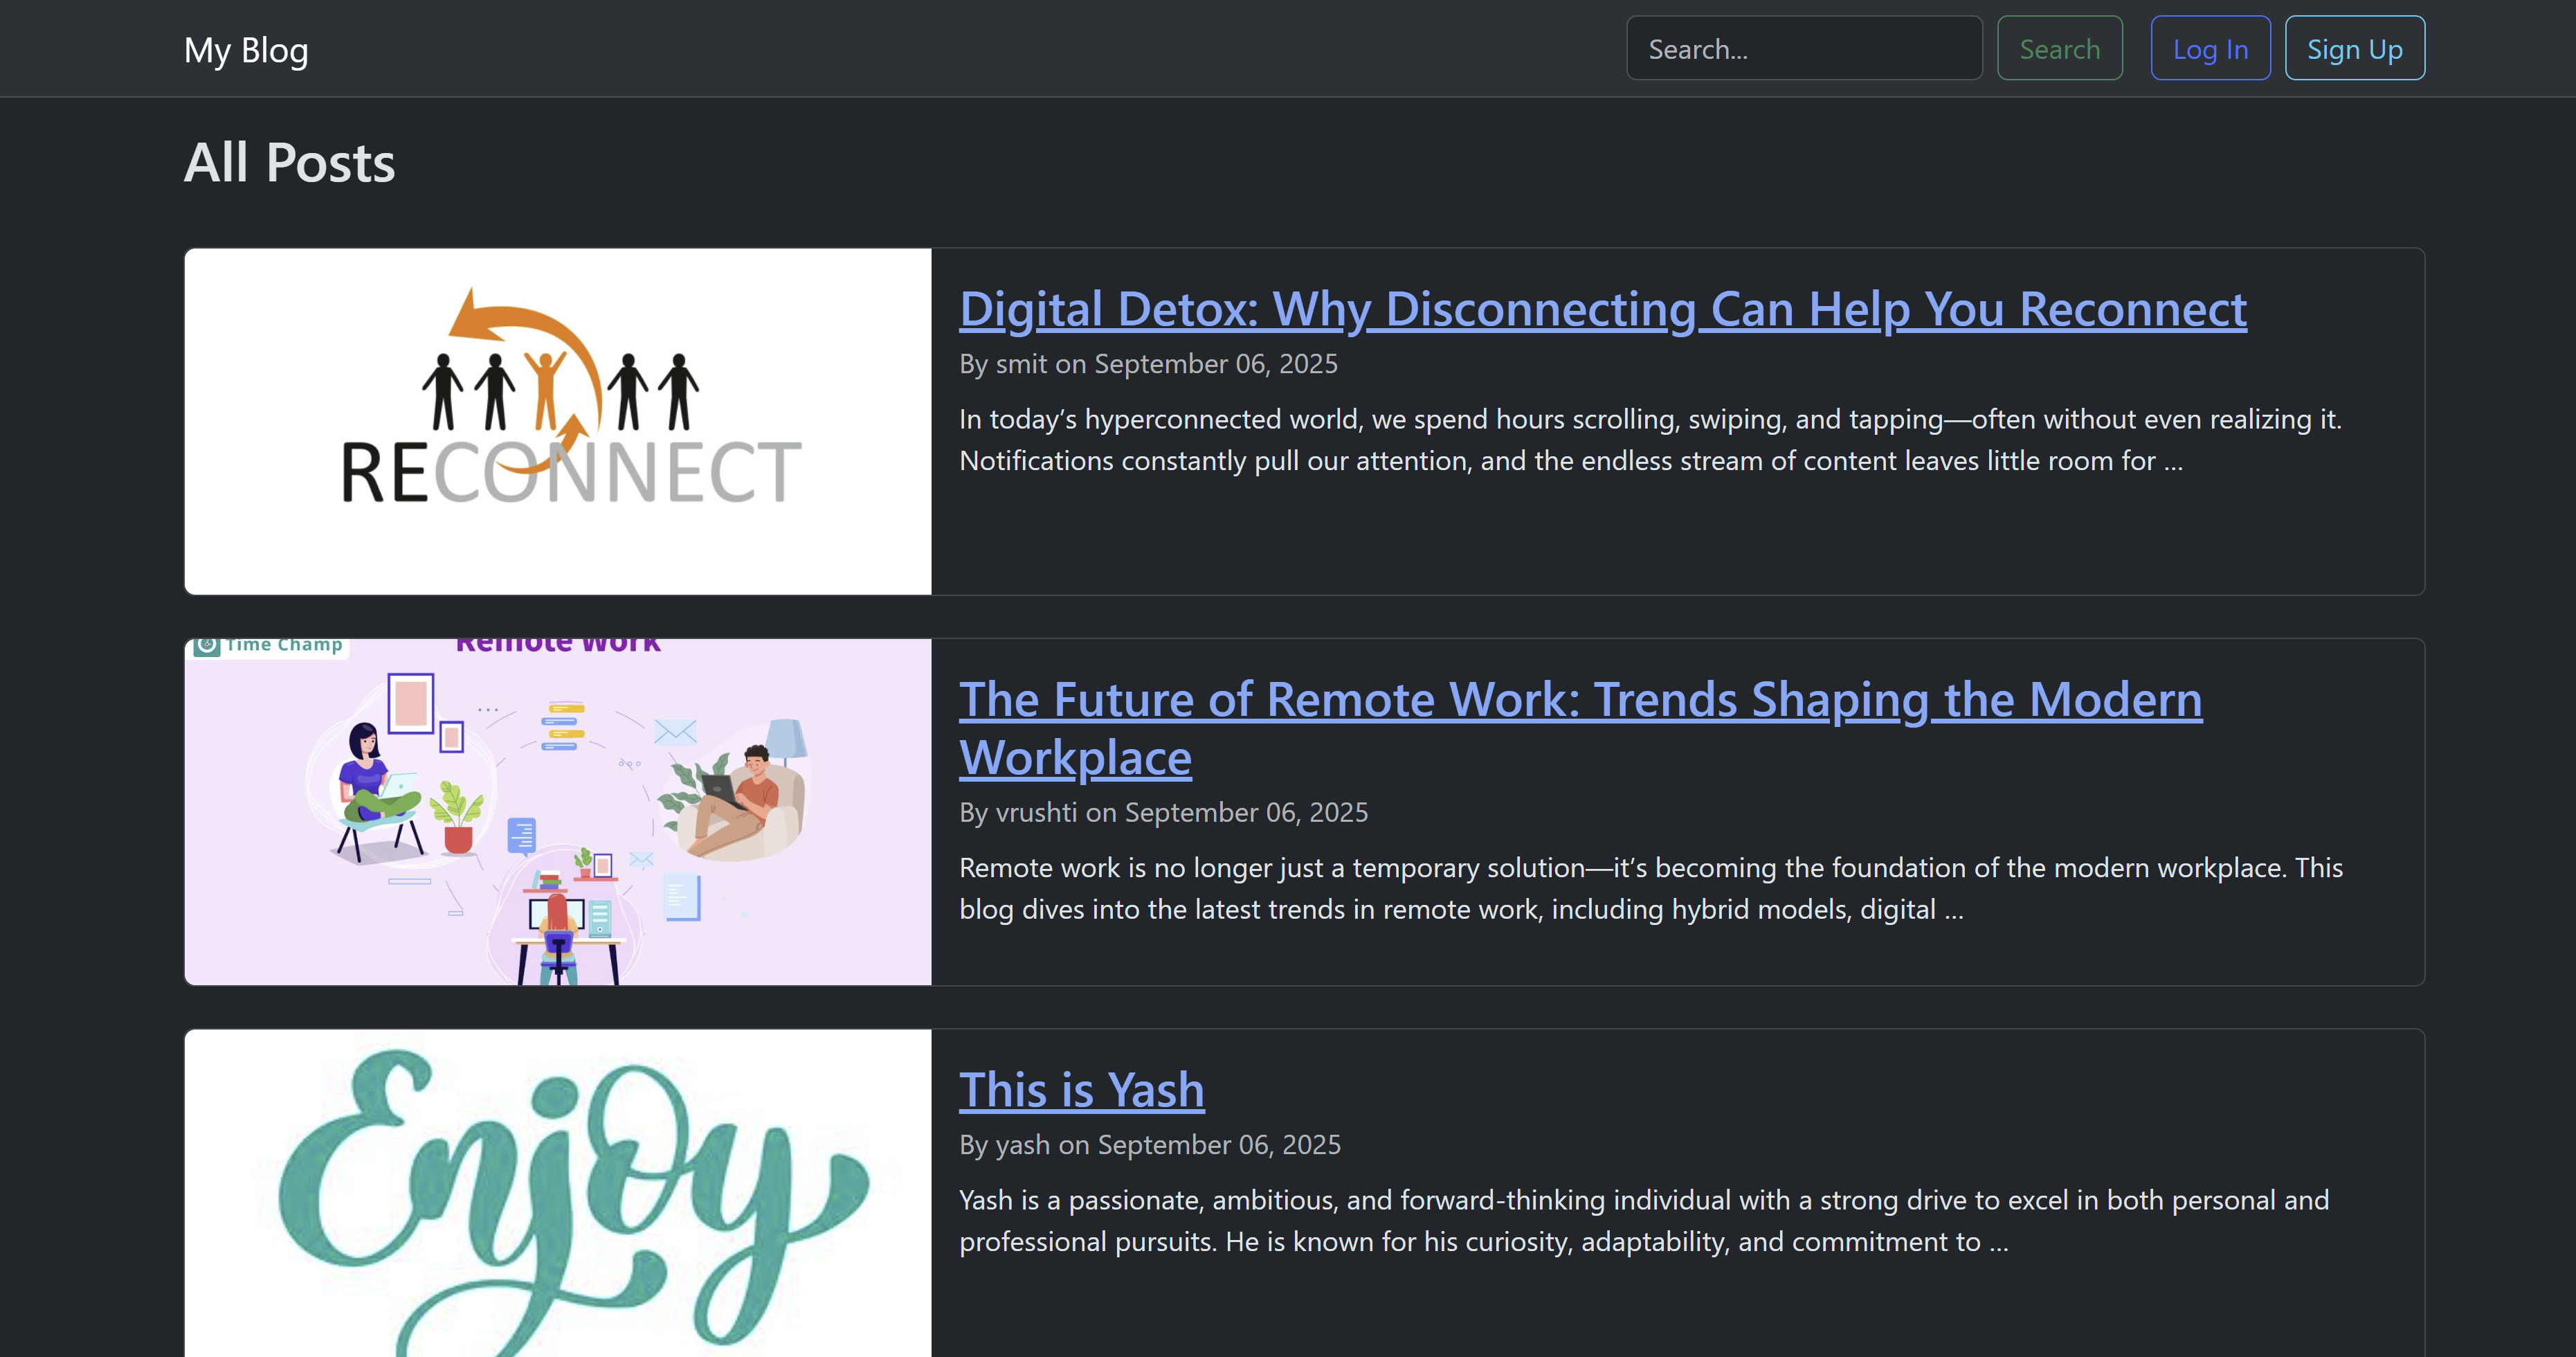 My Blog
Search...
Search
Log In
Sign Up
All Posts
RECONNECT
Digital Detox: Why Disconnecting Can Help You Reconnect
By smit on September 06, 2025
In today’s hyperconnected world, we spend hours scrolling, swiping, and tapping—often without even realizing it.
Notifications constantly pull our attention, and the endless stream of content leaves little room for ...
Time Champ
Remote Work
The Future of Remote Work: Trends Shaping the Modern
Workplace
By vrushti on September 06, 2025
Remote work is no longer just a temporary solution—it’s becoming the foundation of the modern workplace. This
blog dives into the latest trends in remote work, including hybrid models, digital ...
Enjoy
This is Yash
By yash on September 06, 2025
Yash is a passionate, ambitious, and forward-thinking individual with a strong drive to excel in both personal and
professional pursuits. He is known for his curiosity, adaptability, and commitment to ...